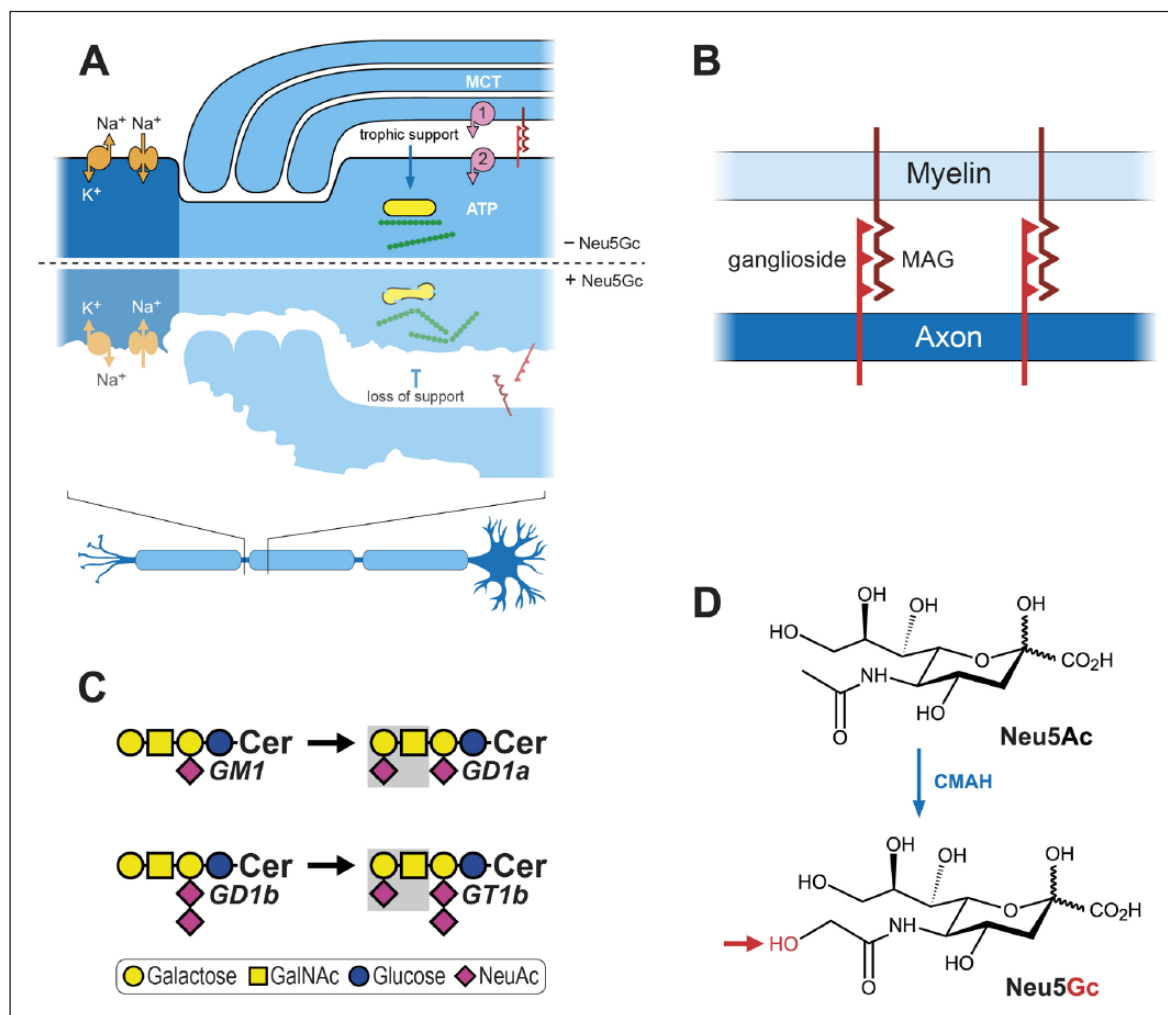 A
MCT
Na⁺ Na⁺
1
trophic support
2
K⁺
ATP
– Neu5Gc
+ Neu5Gc
K⁺ Na⁺
Na⁺
loss of support
B
Myelin
ganglioside MAG
Axon
C
Cer Cer
GM1 GD1a
Cer Cer
GD1b GT1b
Galactose GalNAc Glucose NeuAc
D
OH OH OH
HO
O CO₂H
NH
HO
O
Neu5Ac
CMAH
OH OH OH
HO
O CO₂H
HO NH
HO
O
Neu5Gc